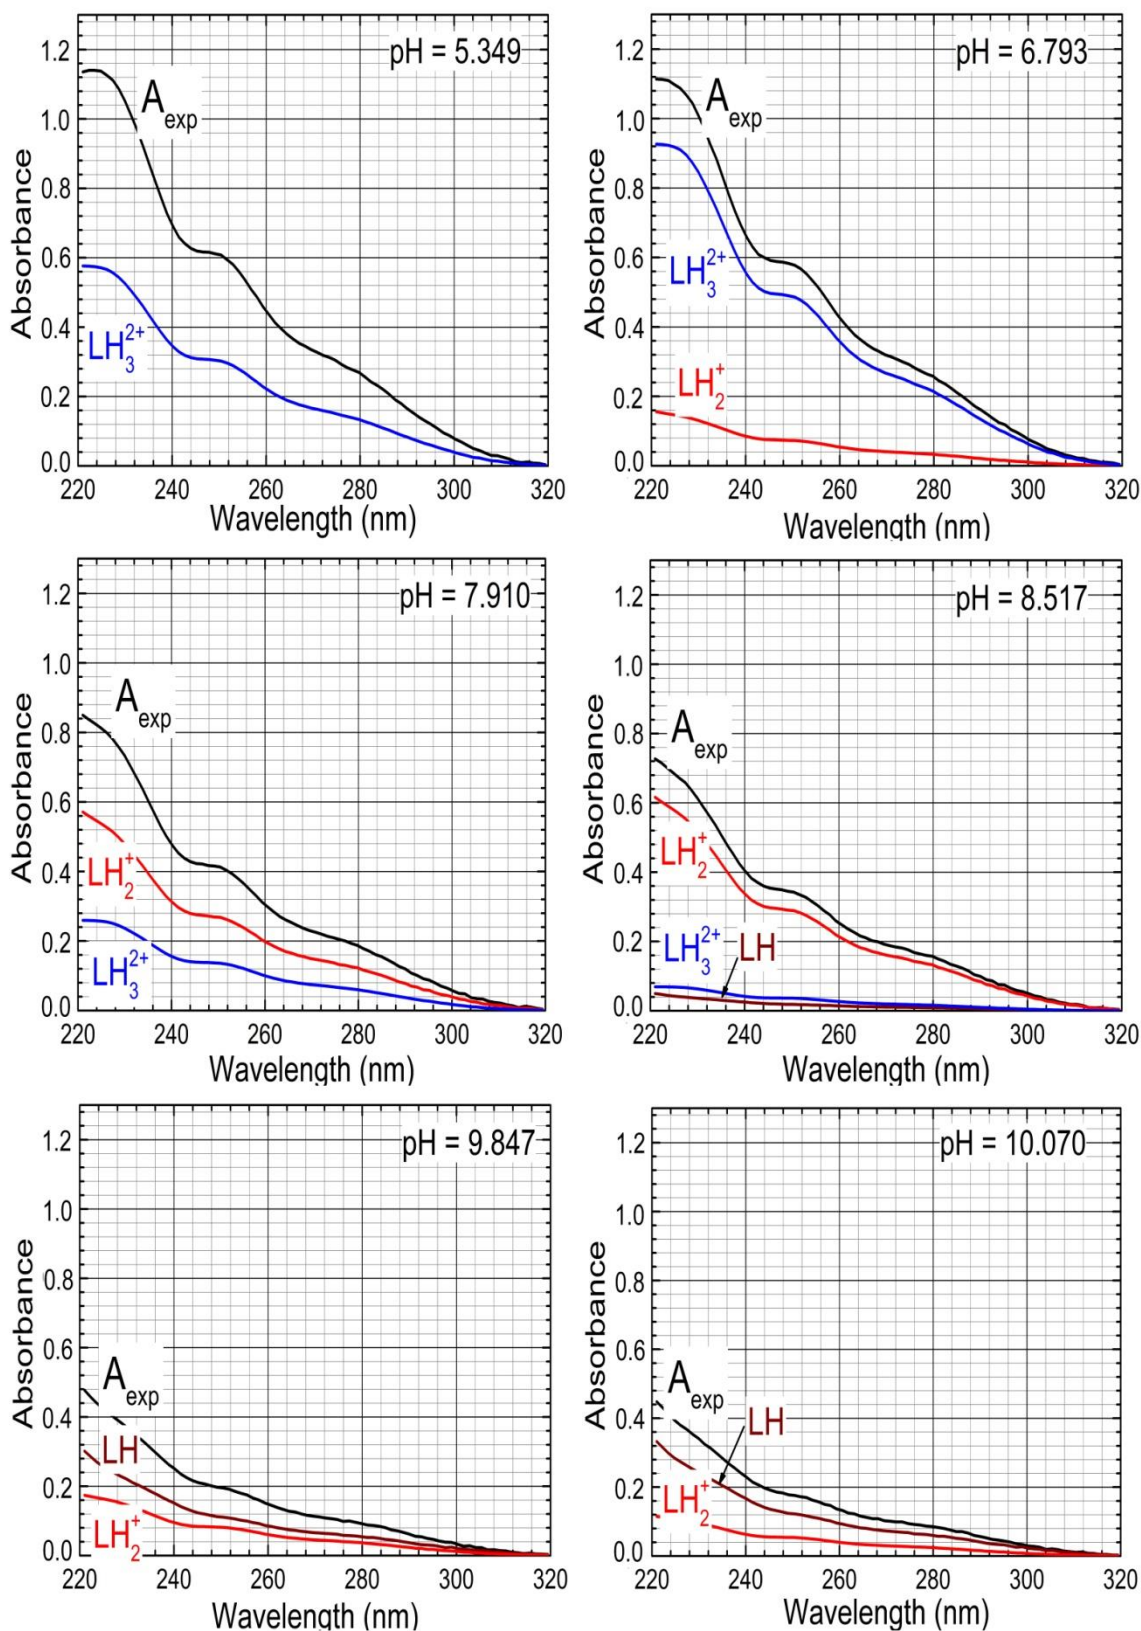 pH = 5.349
1.2
1.0
0.8
0.6
0.4
0.2
0.0
Absorbance
A_exp
LH_3^2+
220 240 260 280 300 320
Wavelength (nm)
pH = 6.793
1.2
1.0
0.8
0.6
0.4
0.2
0.0
Absorbance
A_exp
LH_3^2+
LH_2^+
220 240 260 280 300 320
Wavelength (nm)
pH = 7.910
1.2
1.0
0.8
0.6
0.4
0.2
0.0
Absorbance
A_exp
LH_2^+
LH_3^2+
220 240 260 280 300 320
Wavelength (nm)
pH = 8.517
1.2
1.0
0.8
0.6
0.4
0.2
0.0
Absorbance
A_exp
LH_2^+
LH_3^2+
LH
220 240 260 280 300 320
Wavelength (nm)
pH = 9.847
1.2
1.0
0.8
0.6
0.4
0.2
0.0
Absorbance
A_exp
LH
LH_2^+
220 240 260 280 300 320
Wavelength (nm)
pH = 10.070
1.2
1.0
0.8
0.6
0.4
0.2
0.0
Absorbance
A_exp
LH
LH_2^+
220 240 260 280 300 320
Wavelength (nm)